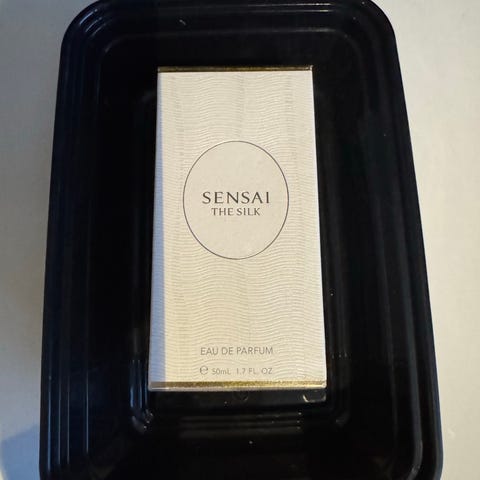 SENSAI
THE SILK
EAU DE PARFUM
℮ 50mL 1.7 FL. OZ